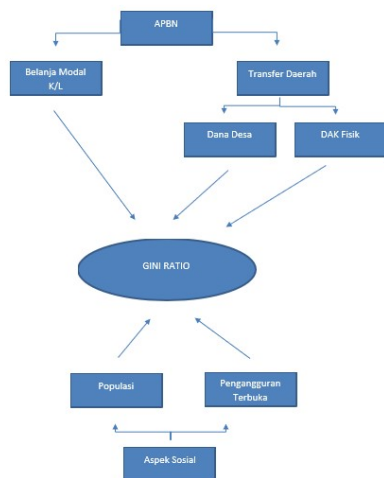 APBN
Belanja Modal
K/L
Transfer Daerah
Dana Desa
DAK Fisik
GINI RATIO
Populasi
Pengangguran
Terbuka
Aspek Sosial